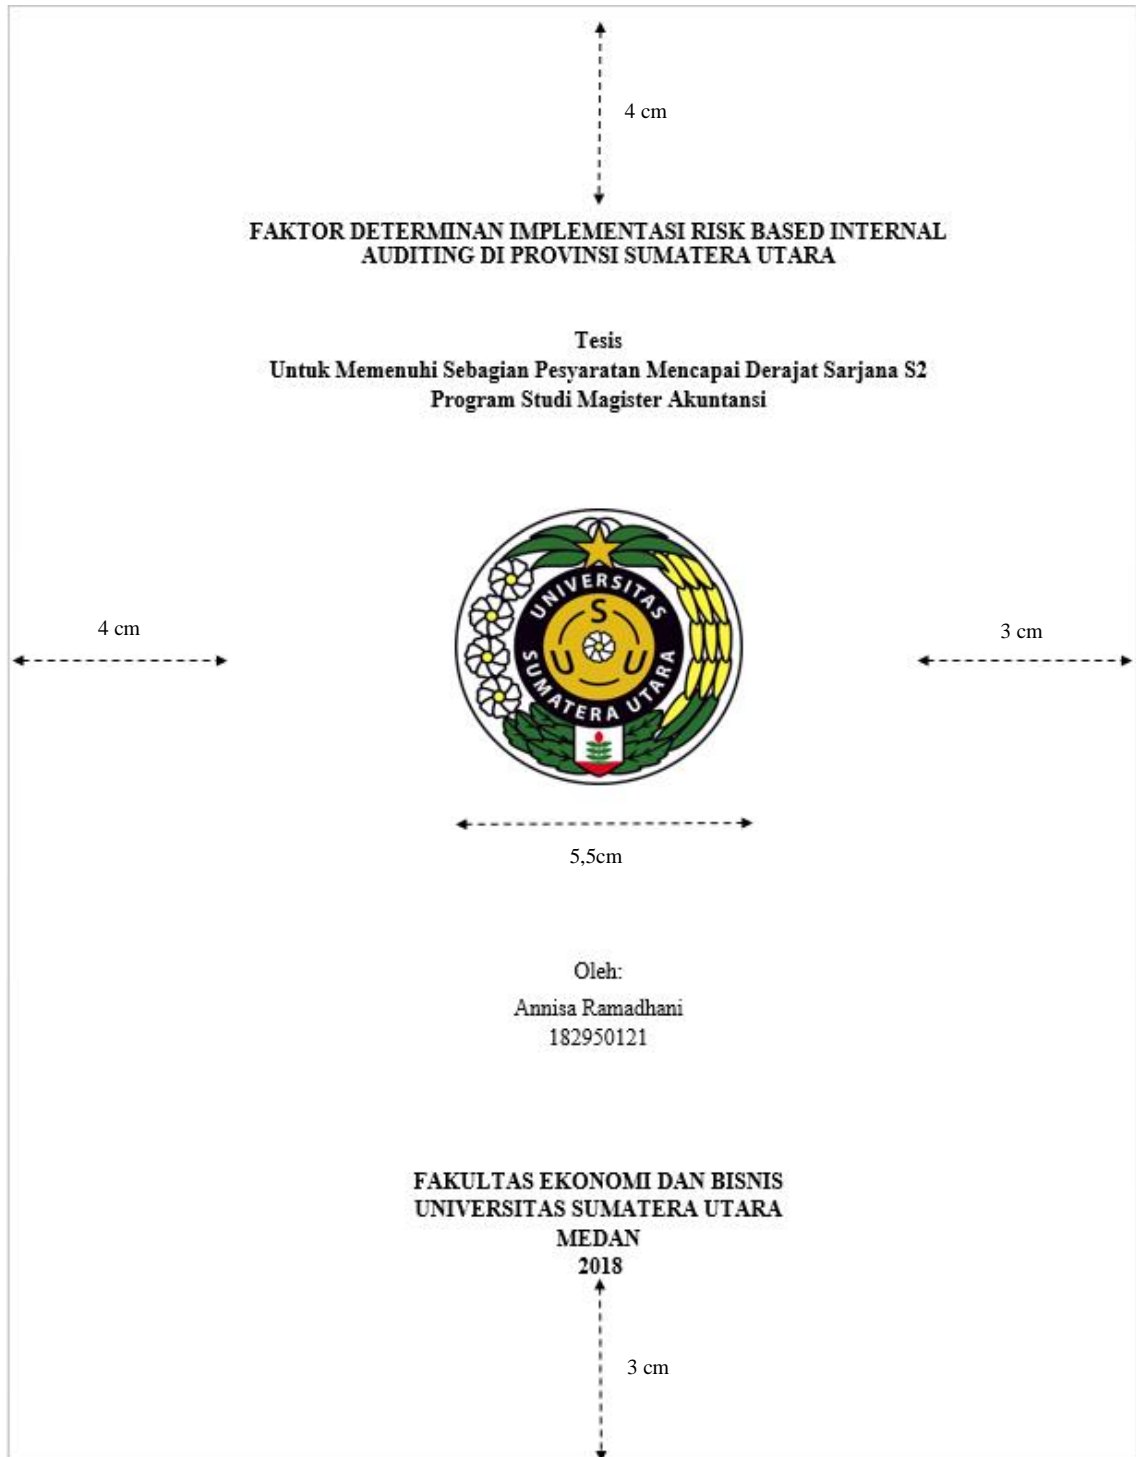 4 cm
FAKTOR DETERMINAN IMPLEMENTASI RISK BASED INTERNAL
AUDITING DI PROVINSI SUMATERA UTARA
Tesis
Untuk Memenuhi Sebagian Pesyaratan Mencapai Derajat Sarjana S2
Program Studi Magister Akuntansi
UNIVERSITAS
SUMATERA UTARA
U S U
4 cm
3 cm
5,5cm
Oleh:
Annisa Ramadhani
182950121
FAKULTAS EKONOMI DAN BISNIS
UNIVERSITAS SUMATERA UTARA
MEDAN
2018
3 cm